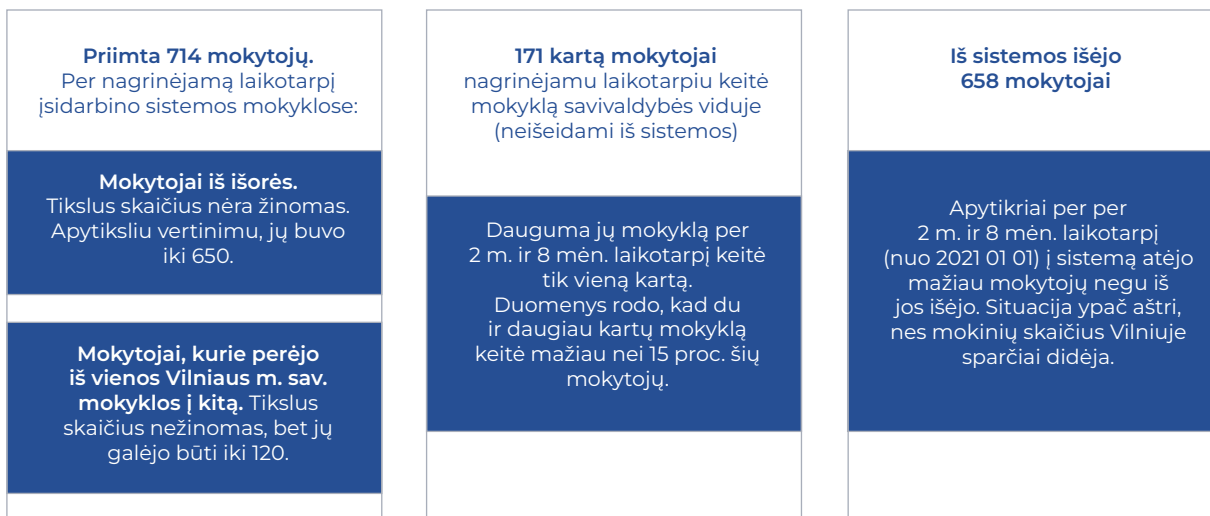 Priimta 714 mokytojų.
Per nagrinėjamą laikotarpį
įsidarbino sistemos mokyklose:
Mokytojai iš išorės.
Tikslus skaičius nėra žinomas.
Apytiksliu vertinimu, jų buvo
iki 650.
Mokytojai, kurie perėjo
iš vienos Vilniaus m. sav.
mokyklos į kitą. Tikslus
skaičius nežinomas, bet jų
galėjo būti iki 120.
171 kartą mokytojai
nagrinėjamu laikotarpiu keitė
mokyklą savivaldybės viduje
(neišeidami iš sistemos)
Dauguma jų mokyklą per
2 m. ir 8 mėn. laikotarpį keitė
tik vieną kartą.
Duomenys rodo, kad du
ir daugiau kartų mokyklą
keitė mažiau nei 15 proc. šių
mokytojų.
Iš sistemos išėjo
658 mokytojai
Apytikriai per per
2 m. ir 8 mėn. laikotarpį
(nuo 2021 01 01) į sistemą atėjo
mažiau mokytojų negu iš
jos išėjo. Situacija ypač aštri,
nes mokinių skaičius Vilniuje
sparčiai didėja.